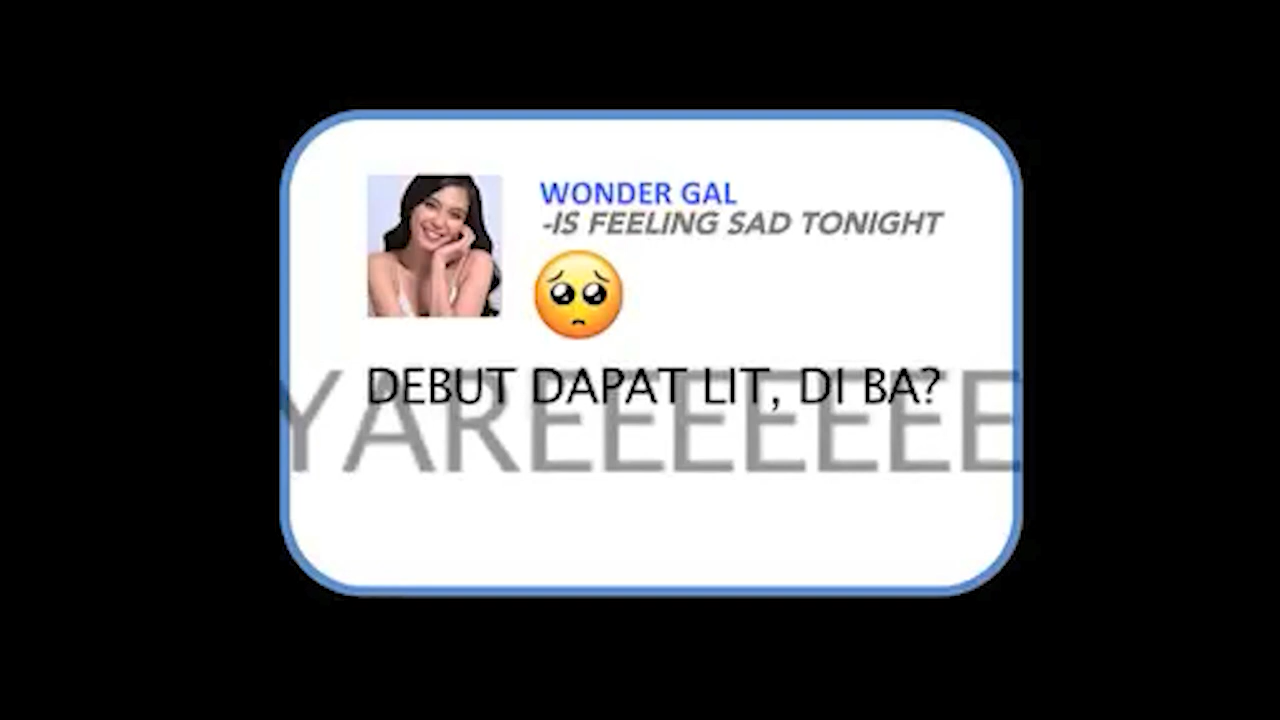 WONDER GAL
-IS FEELING SAD TONIGHT
DEBUT DAPAT LIT, DI BA?
YAREEEEEEE